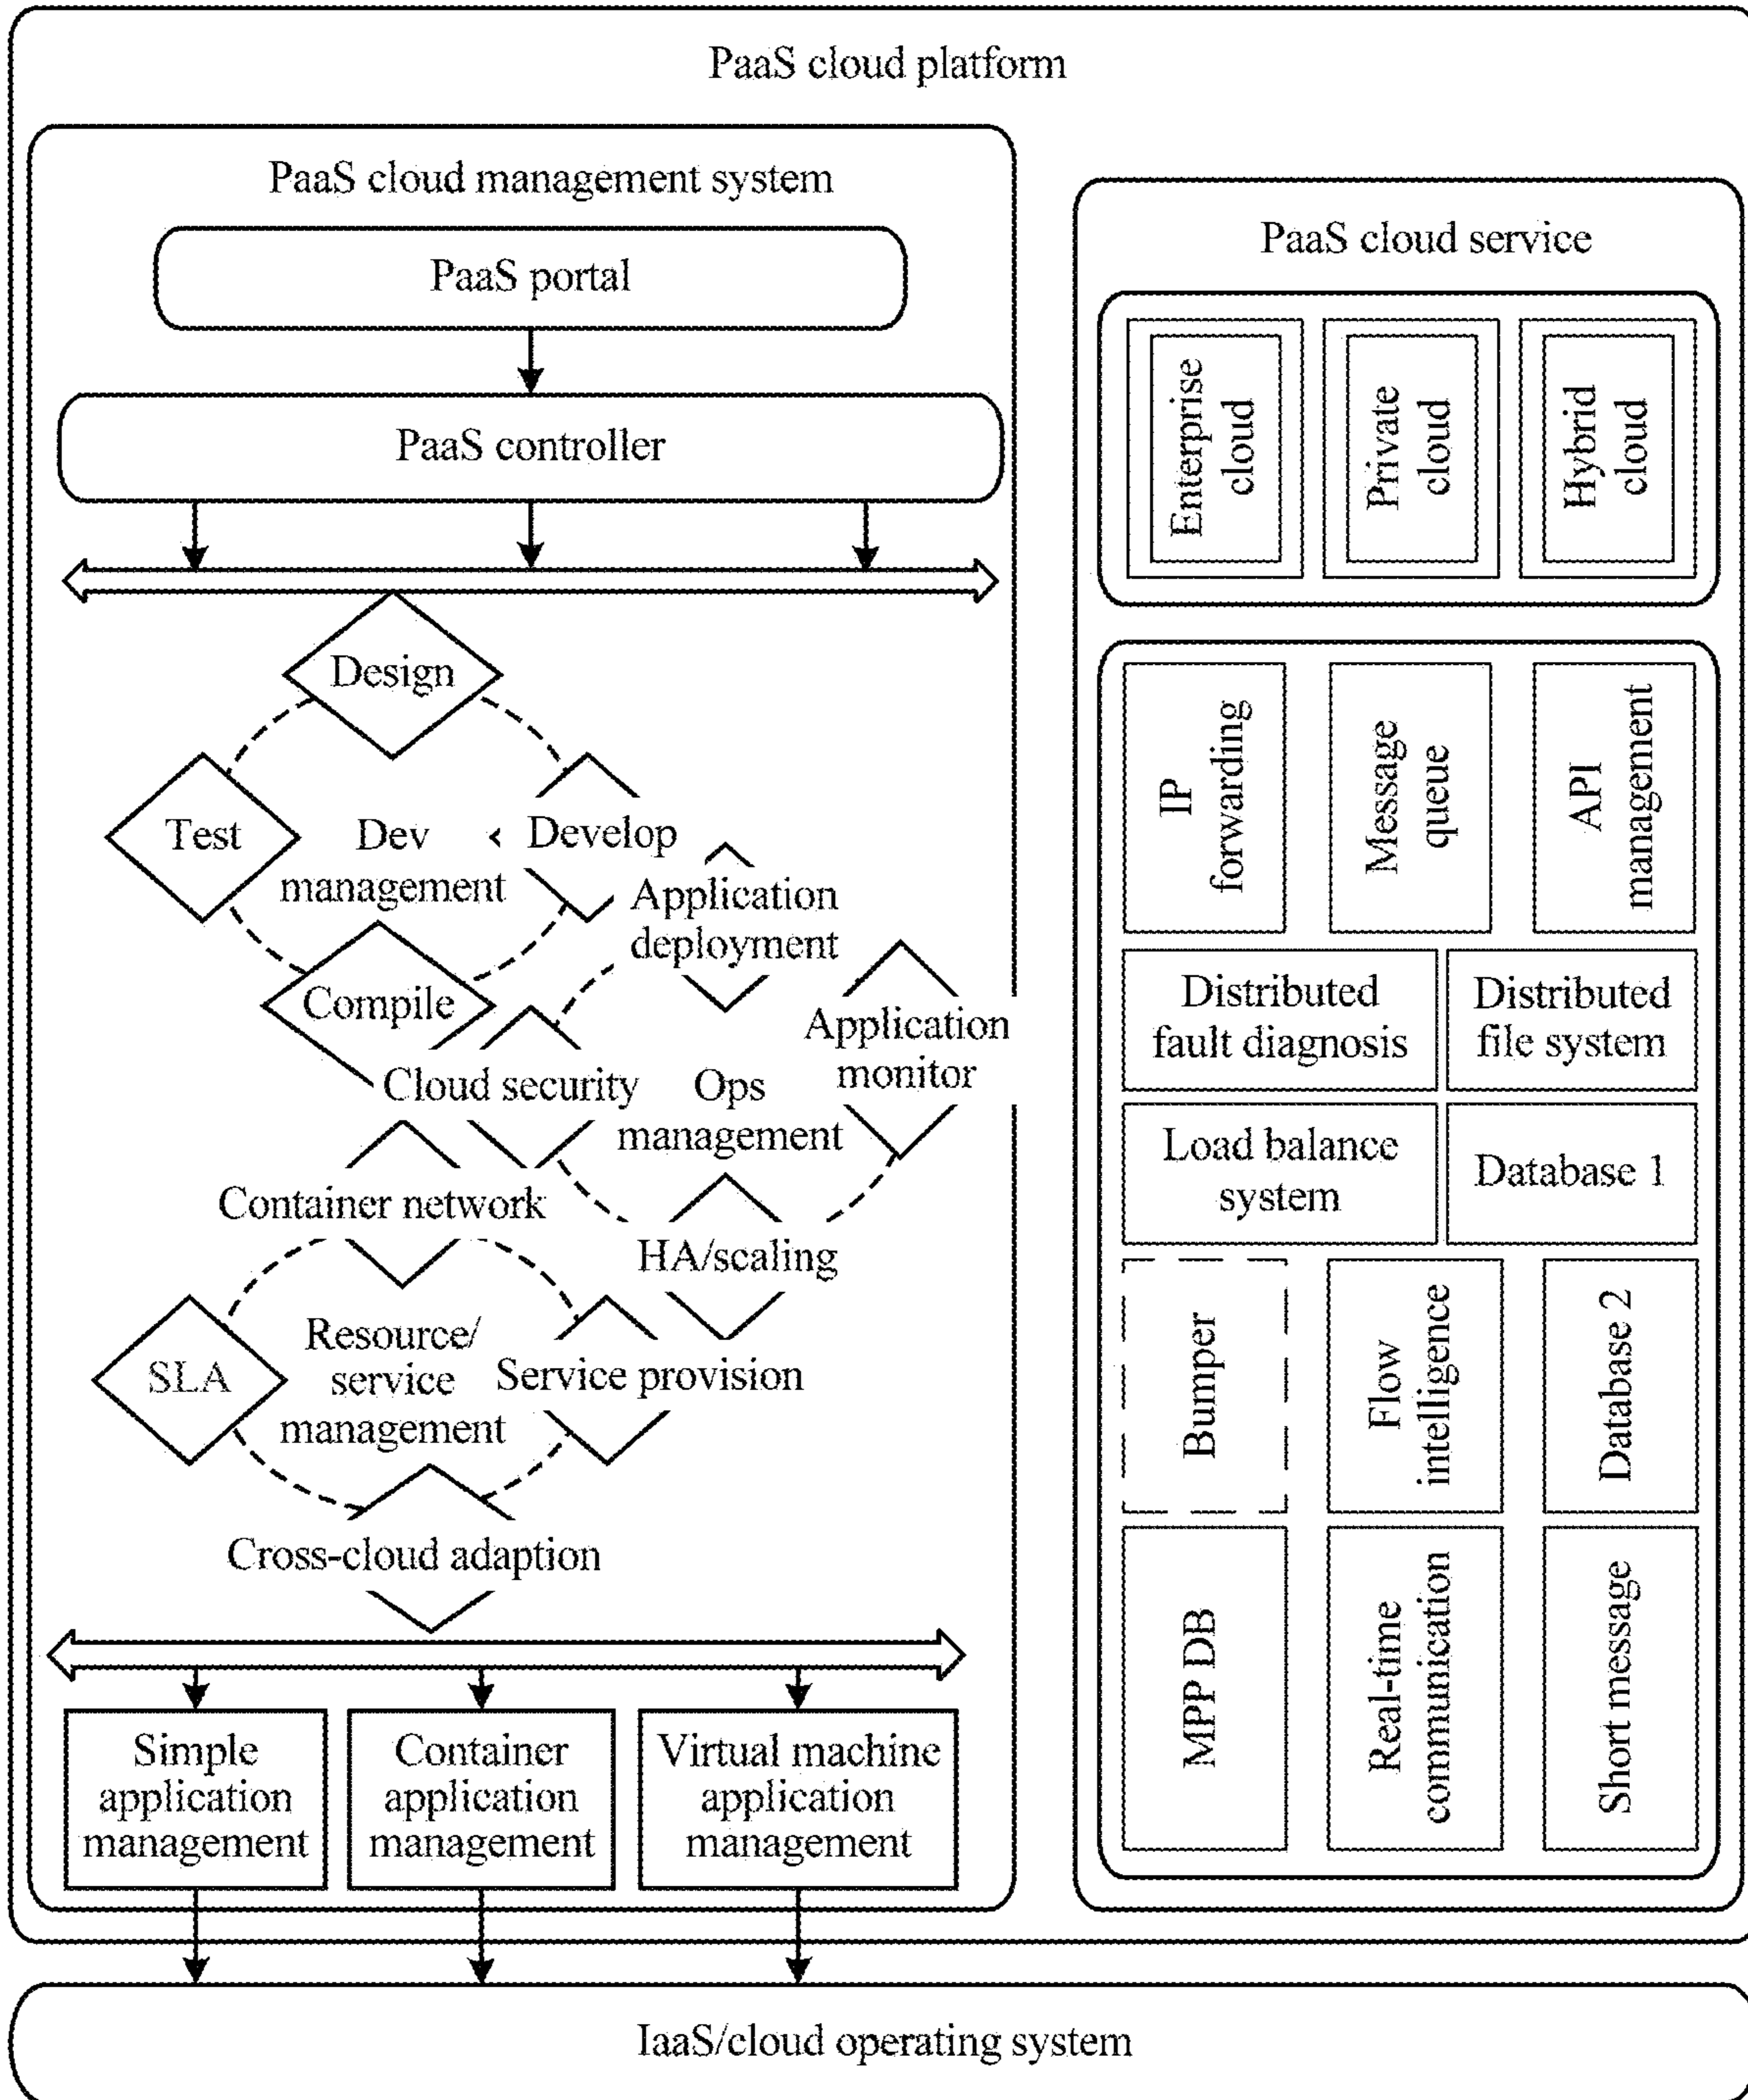 PaaS cloud platform
PaaS cloud management system
PaaS portal
PaaS controller
Design
Test
Dev
management
Develop
Application
deployment
Compile
Application
monitor
Cloud security
Ops
management
Container network
HA/scaling
SLA
Resource/
service
management
Service provision
Cross-cloud adaption
Simple
application
management
Container
application
management
Virtual machine
application
management
PaaS cloud service
Enterprise
cloud
Private
cloud
Hybrid
cloud
IP
forwarding
Message
queue
API
management
Distributed
fault diagnosis
Distributed
file system
Load balance
system
Database 1
Bumper
Flow
intelligence
Database 2
MPP DB
Real-time
communication
Short message
IaaS/cloud operating system